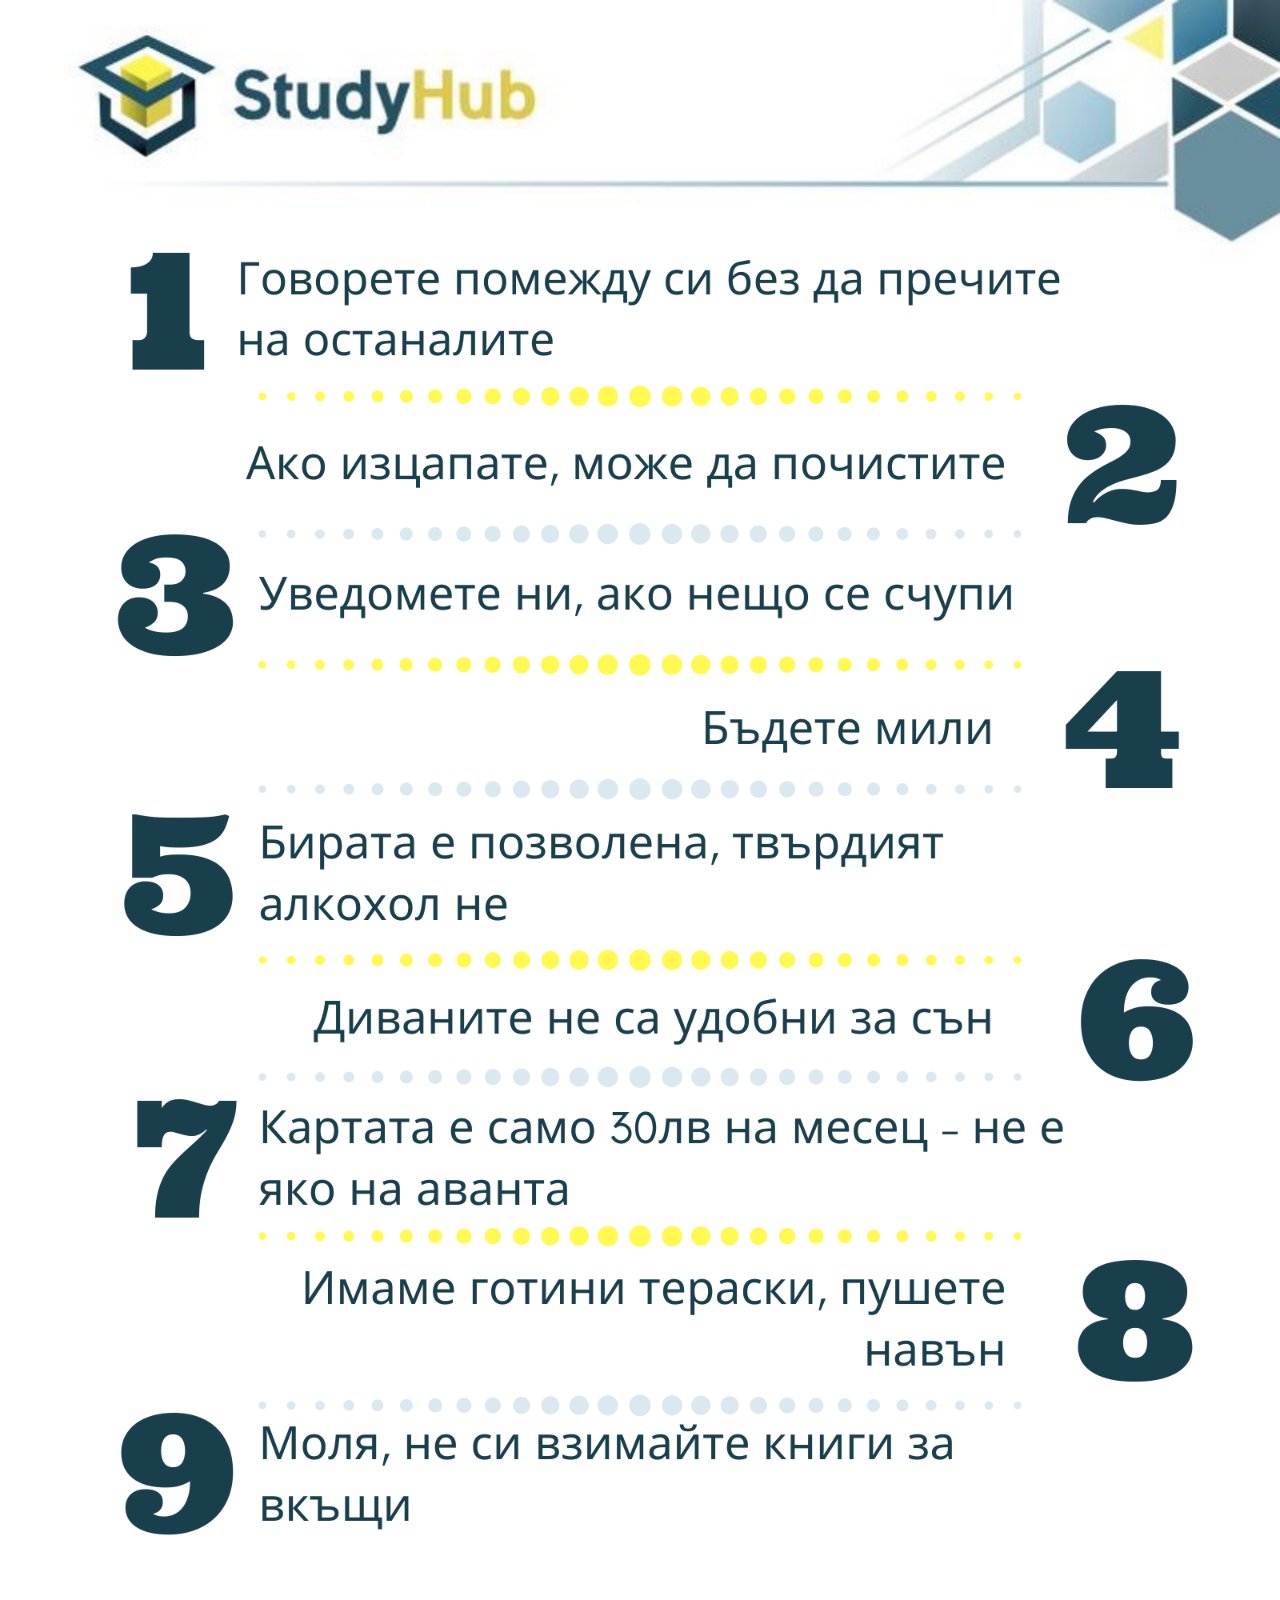 StudyHub
1
Говорете помежду си без да пречите
на останалите
2
Ако изцапате, може да почистите
3
Уведомете ни, ако нещо се счупи
4
Бъдете мили
5
Бирата е позволена, твърдият
алкохол не
6
Диваните не са удобни за сън
7
Картата е само 30лв на месец - не е
яко на аванта
8
Имаме готини тераски, пушете
навън
9
Моля, не си взимайте книги за
вкъщи